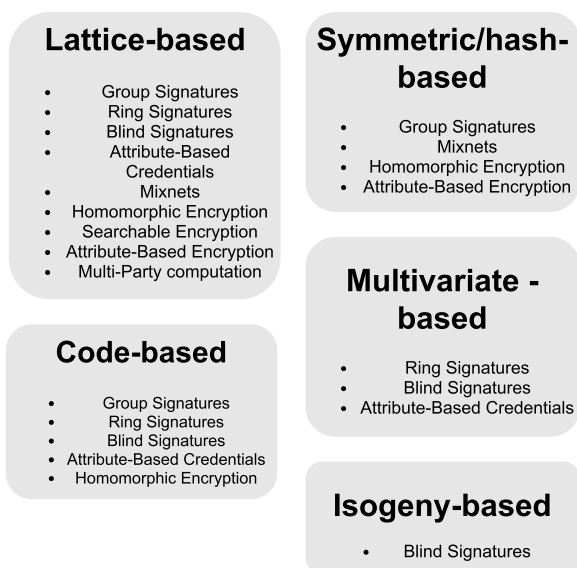 Lattice-based
• Group Signatures
• Ring Signatures
• Blind Signatures
• Attribute-Based
Credentials
• Mixnets
• Homomorphic Encryption
• Searchable Encryption
• Attribute-Based Encryption
• Multi-Party computation
Code-based
• Group Signatures
• Ring Signatures
• Blind Signatures
• Attribute-Based Credentials
• Homomorphic Encryption
Symmetric/hash-
based
• Group Signatures
• Mixnets
• Homomorphic Encryption
• Attribute-Based Encryption
Multivariate -
based
• Ring Signatures
• Blind Signatures
• Attribute-Based Credentials
Isogeny-based
• Blind Signatures